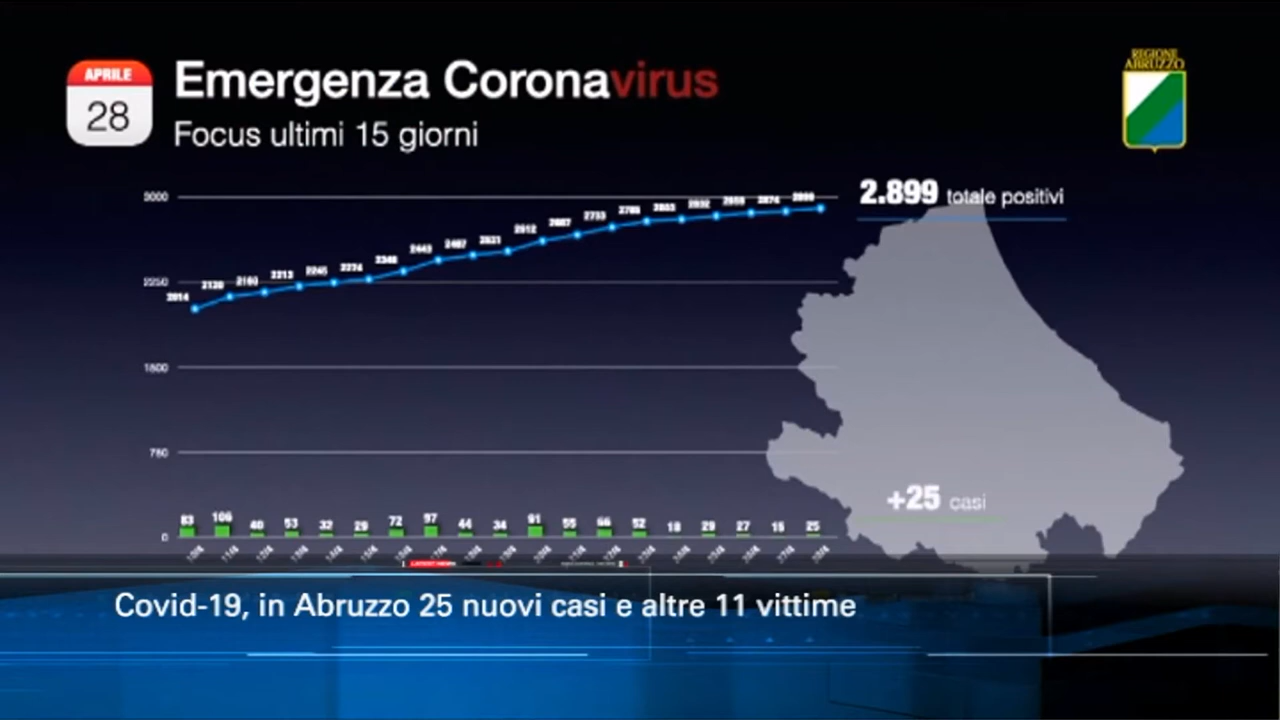 APRILE
28
Emergenza Coronavirus
Focus ultimi 15 giorni
REGIONE
ABRUZZO
3000
2250
1500
750
0
2014 2120 2160 2213 2245 2274 2346 2443 2487 2521 2612 2667 2733 2785 2803 2832 2859 2874 2899
2.899 totale positivi
+25 casi
83 106 40 53 32 29 72 97 44 34 91 55 66 52 18 29 27 15 25
LATEST NEWS
Covid-19, in Abruzzo 25 nuovi casi e altre 11 vittime